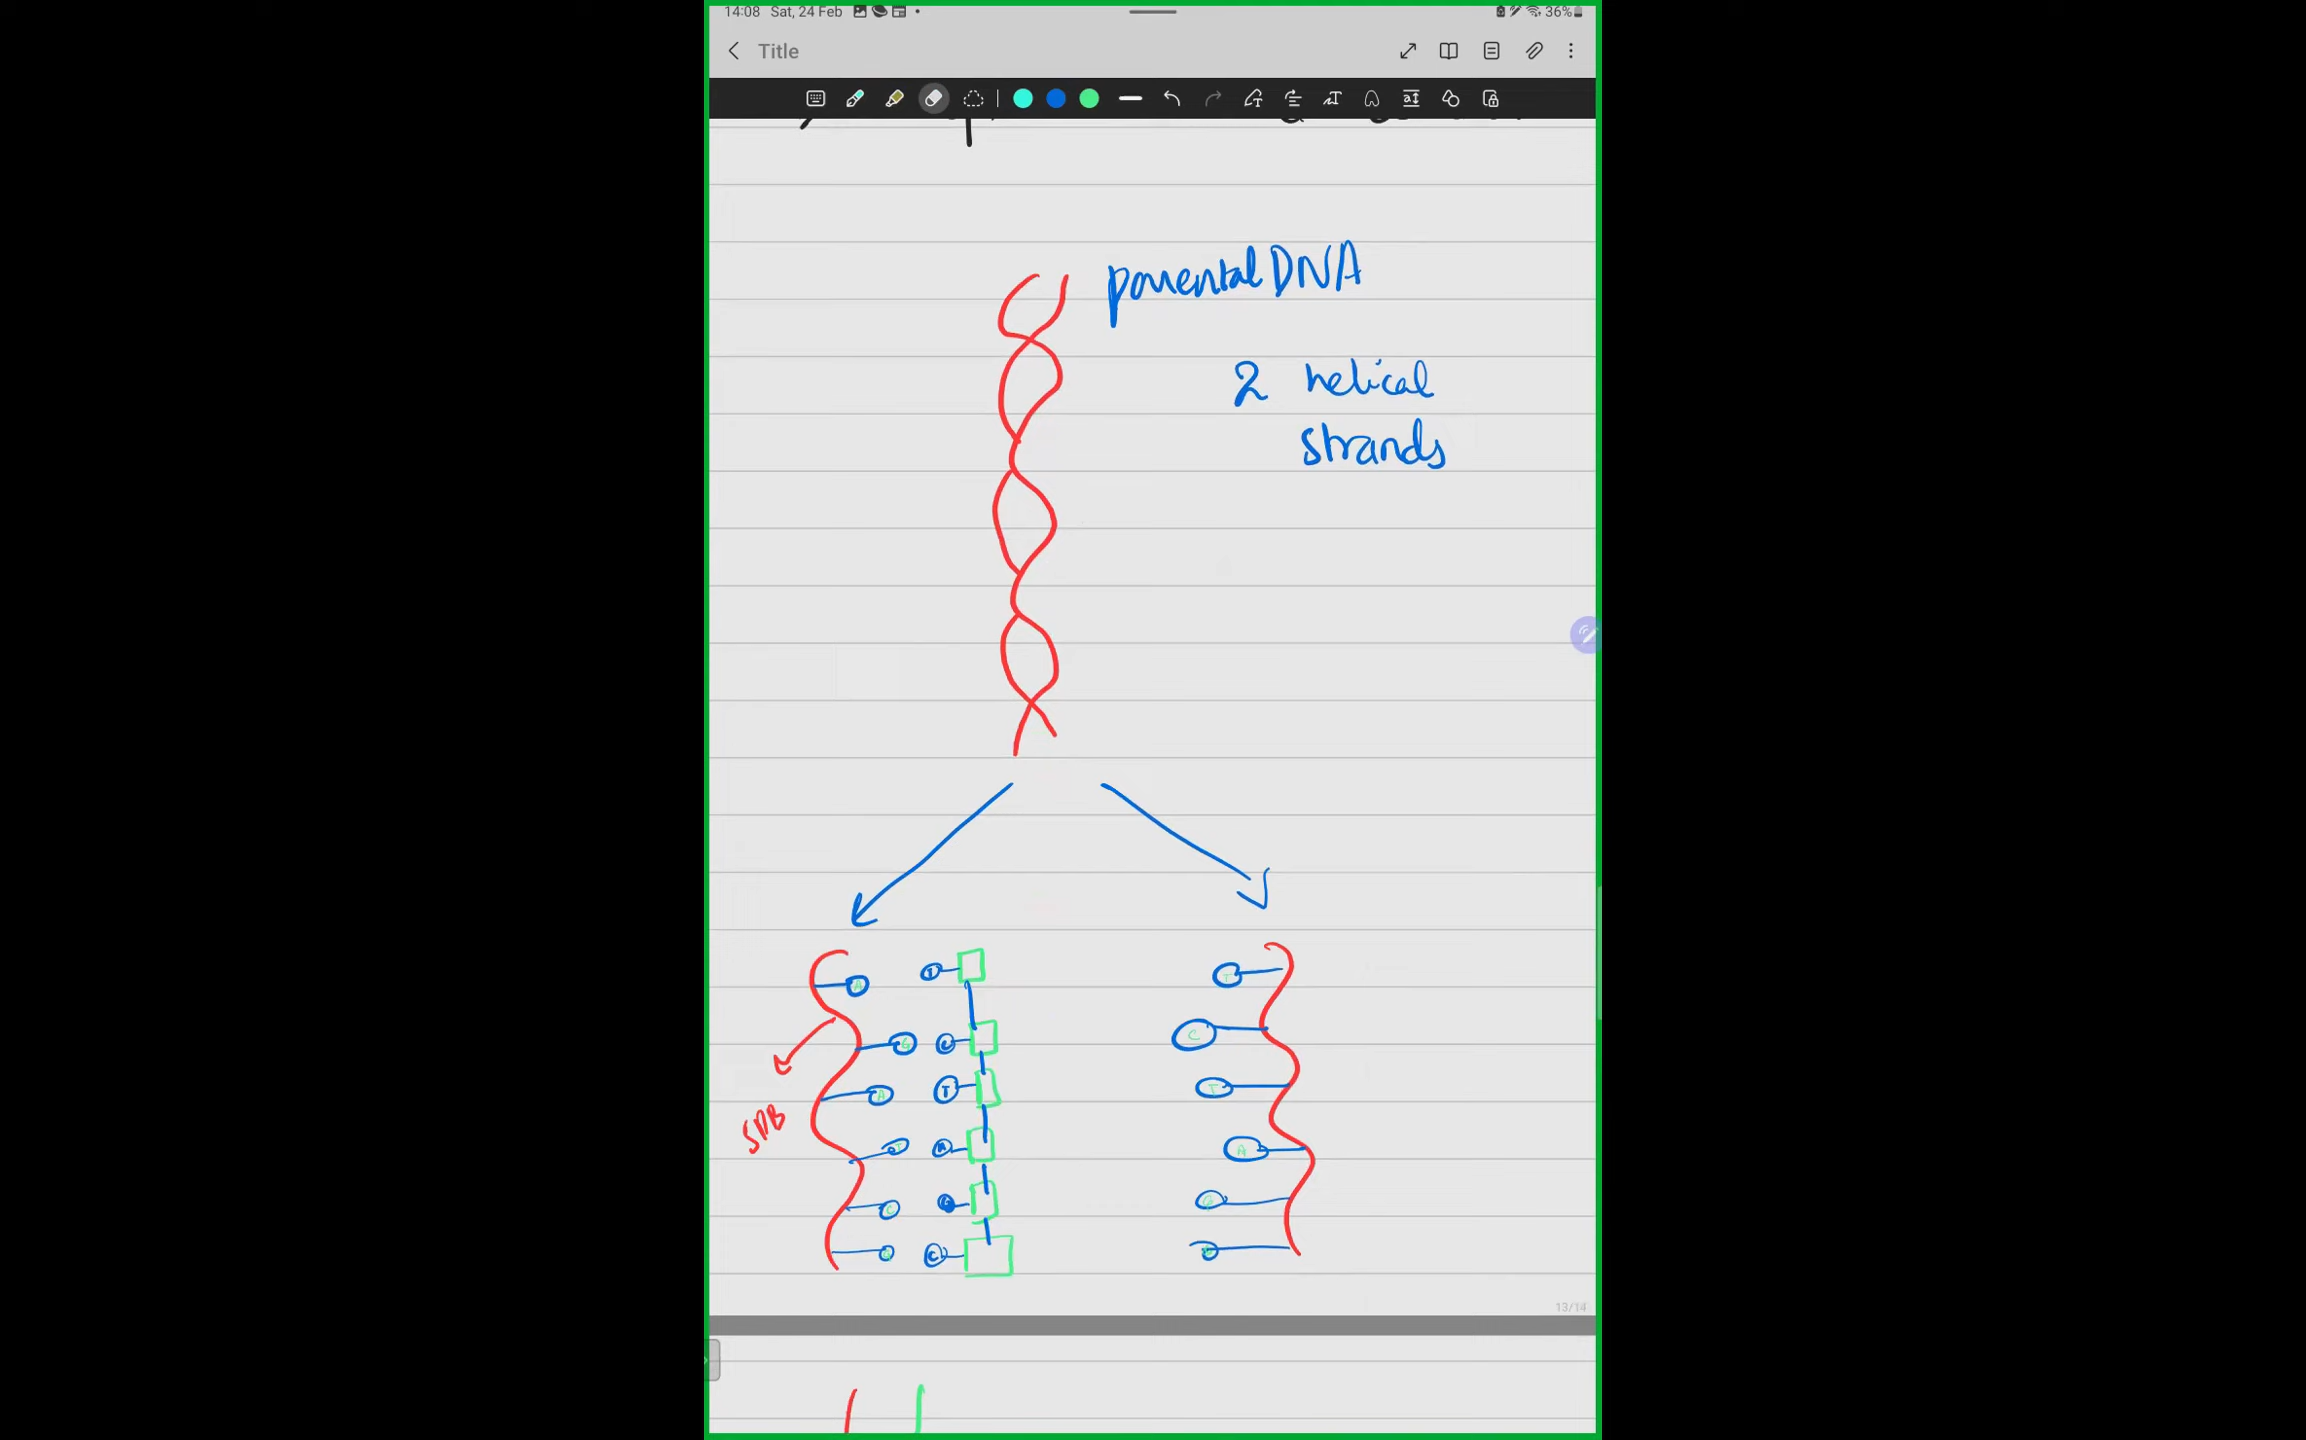 14:08 Sat, 24 Feb
36%
Title
parental DNA
2 helical
strands
A T T
G C C
A T T
T A A
C G G
G C
SPB
13/14